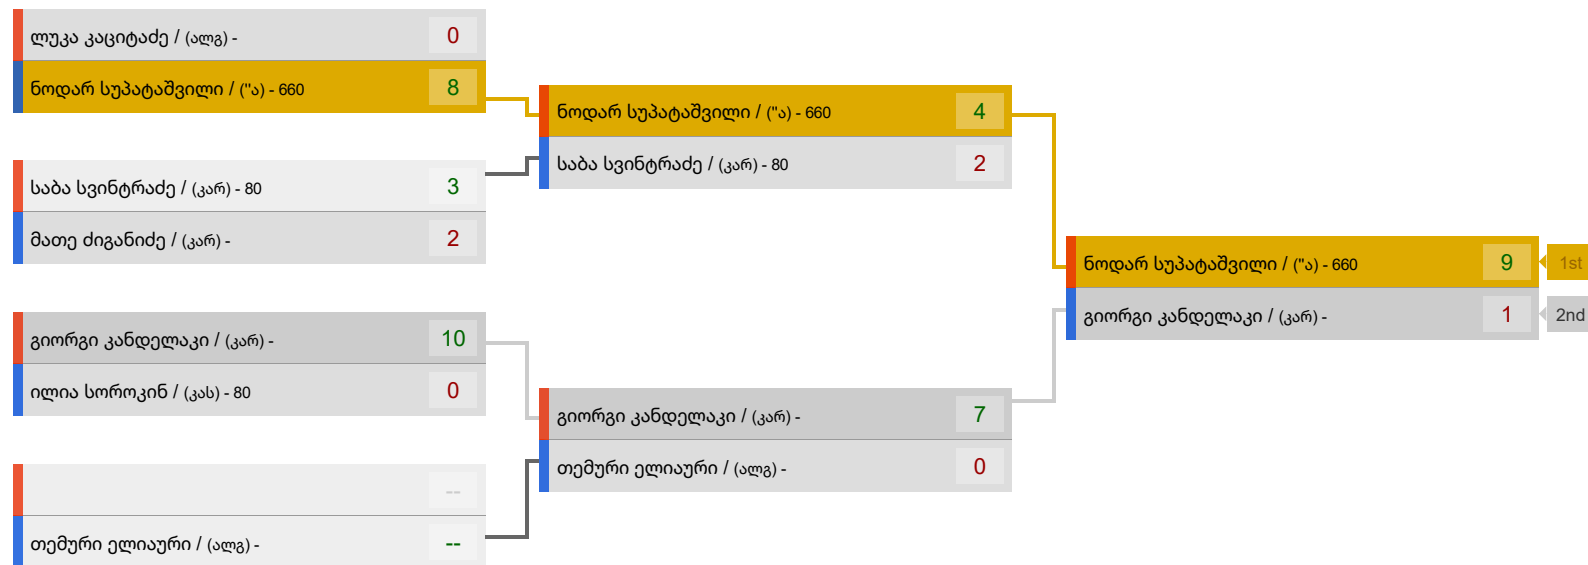 ლუკა კაციტაძე / (ალგ) - 0
ნოდარ სუპატაშვილი / ("ა) - 660 8
საბა სვინტრაძე / (კარ) - 80 3
მათე ძიგანიძე / (კარ) - 2
გიორგი კანდელაკი / (კარ) - 10
ილია სოროკინ / (კას) - 80 0
--
თემური ელიაური / (ალგ) - --
ნოდარ სუპატაშვილი / ("ა) - 660 4
საბა სვინტრაძე / (კარ) - 80 2
გიორგი კანდელაკი / (კარ) - 7
თემური ელიაური / (ალგ) - 0
ნოდარ სუპატაშვილი / ("ა) - 660 9 1st
გიორგი კანდელაკი / (კარ) - 1 2nd